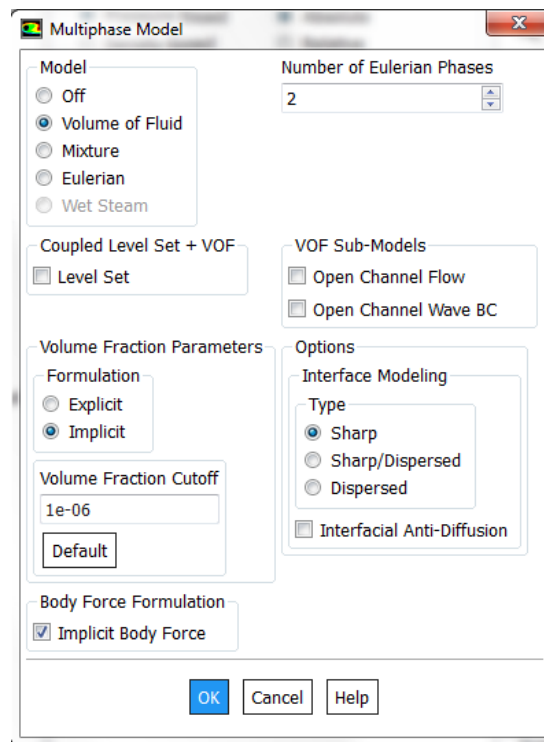 Multiphase Model
Model
Off
Volume of Fluid
Mixture
Eulerian
Wet Steam
Number of Eulerian Phases
2
Coupled Level Set + VOF
Level Set
VOF Sub-Models
Open Channel Flow
Open Channel Wave BC
Volume Fraction Parameters
Formulation
Explicit
Implicit
Volume Fraction Cutoff
1e-06
Default
Options
Interface Modeling
Type
Sharp
Sharp/Dispersed
Dispersed
Interfacial Anti-Diffusion
Body Force Formulation
Implicit Body Force
OK
Cancel
Help